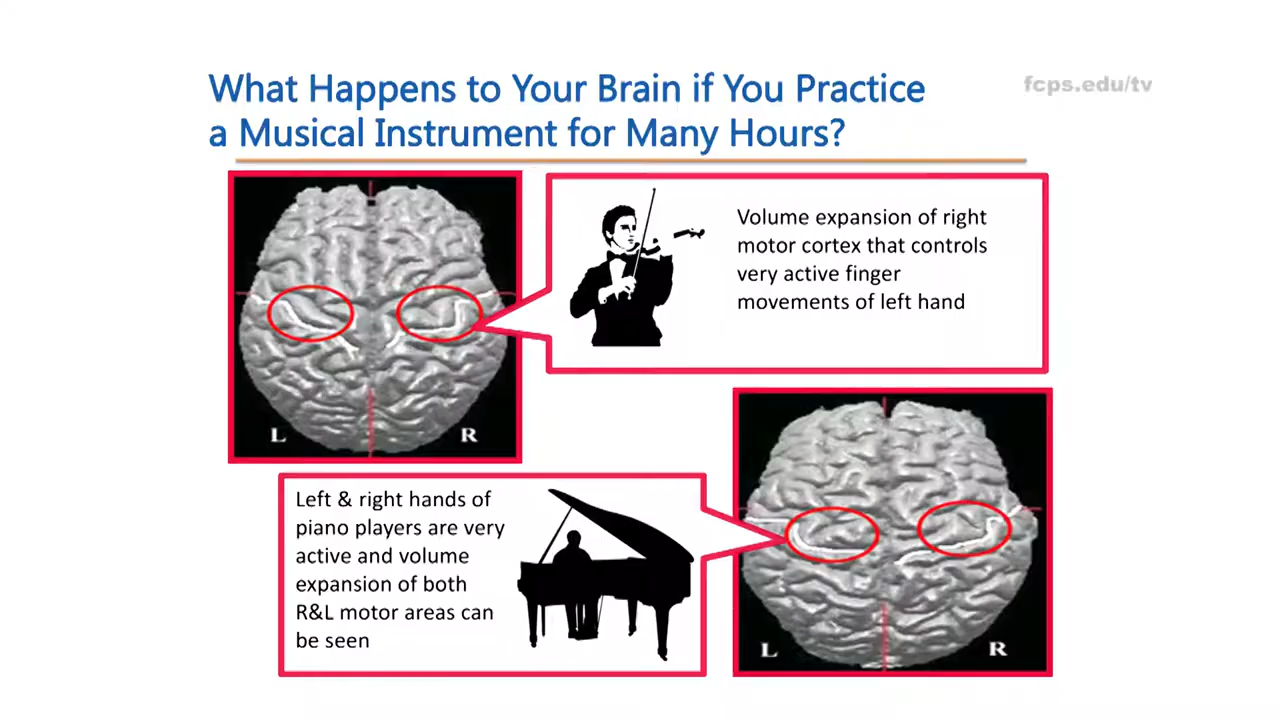 What Happens to Your Brain if You Practice
a Musical Instrument for Many Hours?
fcps.edu/tv
Volume expansion of right
motor cortex that controls
very active finger
movements of left hand
L
R
Left & right hands of
piano players are very
active and volume
expansion of both
R&L motor areas can
be seen
L
R